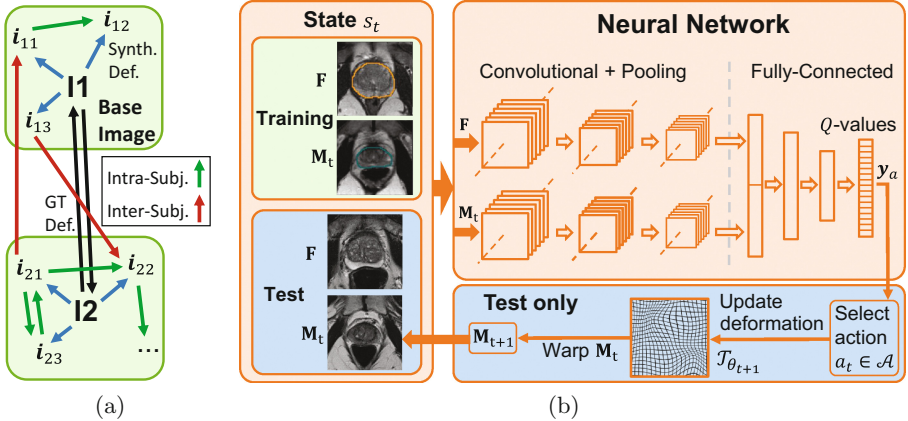 i₁₁
i₁₂
Synth.
Def.
I1
Base
Image
i₁₃
Intra-Subj.
Inter-Subj.
GT
Def.
i₂₁
i₂₂
I2
i₂₃
...
(a)
State sₜ
F
Training
Mₜ
F
Test
Mₜ
Neural Network
Convolutional + Pooling
Fully-Connected
F
Mₜ
Q-values
yₐ
Test only
Update
deformation
𝒯θₜ₊₁
Select
action
aₜ ∈ 𝒜
Mₜ₊₁
Warp Mₜ
(b)